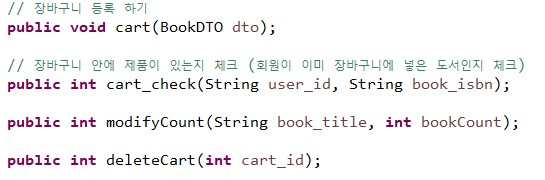 // 장바구니 등록 하기
public void cart(BookDTO dto);
// 장바구니 안에 제품이 있는지 체크 (회원이 이미 장바구니에 넣은 도서인지 체크)
public int cart_check(String user_id, String book_isbn);
public int modifyCount(String book_title, int bookCount);
public int deleteCart(int cart_id);